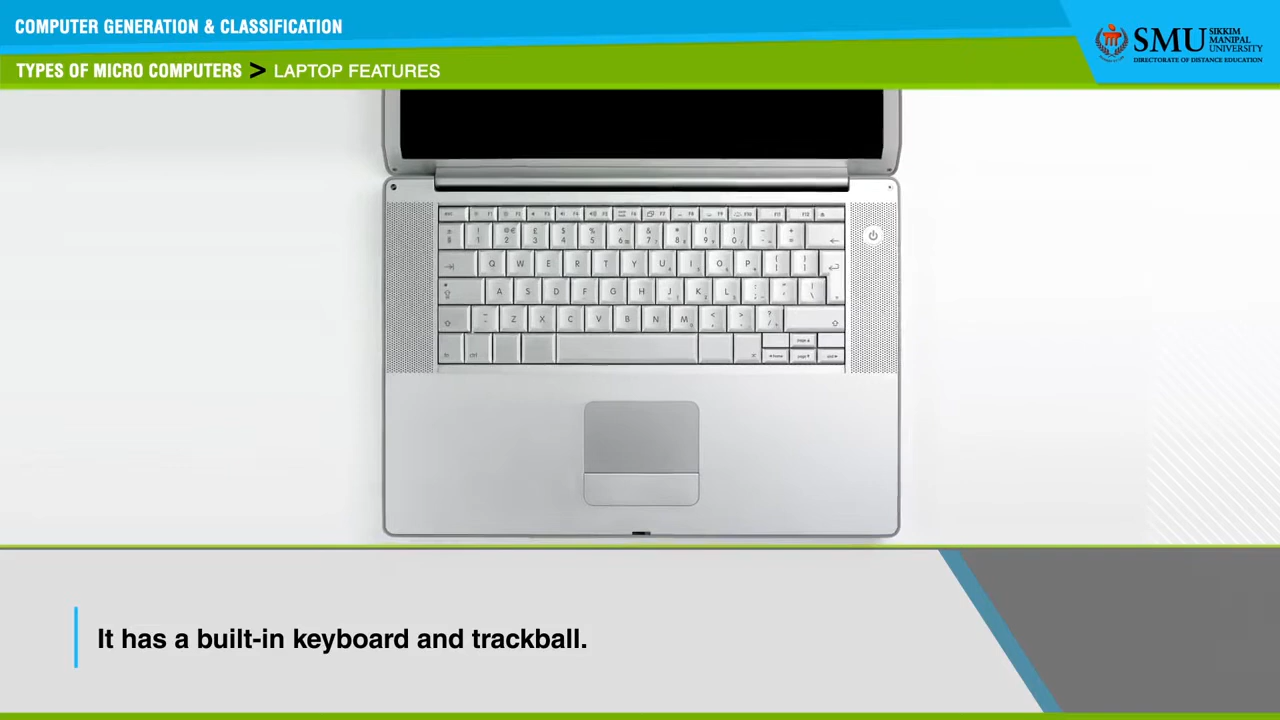 COMPUTER GENERATION & CLASSIFICATION
TYPES OF MICRO COMPUTERS > LAPTOP FEATURES
SMU SIKKIM
MANIPAL
UNIVERSITY
DIRECTORATE OF DISTANCE EDUCATION
Q W E R T Y U I O P
A S D F G H J K L
Z X C V B N M
It has a built-in keyboard and trackball.